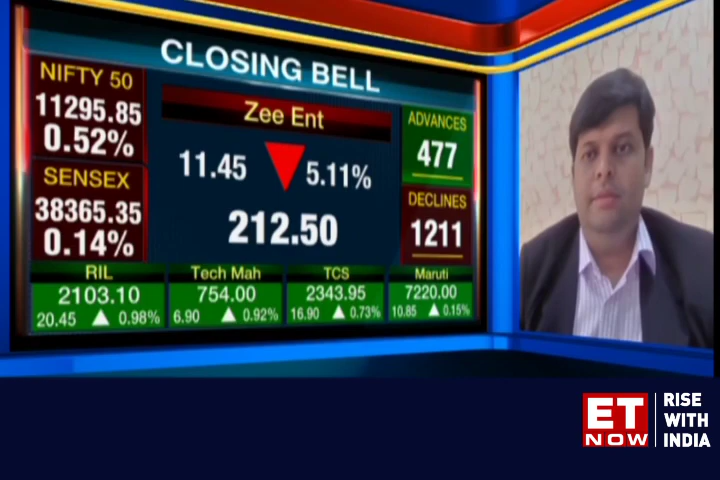 CLOSING BELL
NIFTY 50
11295.85
0.52%
SENSEX
38365.35
0.14%
Zee Ent
11.45 5.11%
212.50
ADVANCES
477
DECLINES
1211
RIL
2103.10
20.45 0.98%
Tech Mah
754.00
6.90 0.92%
TCS
2343.95
16.90 0.73%
Maruti
7220.00
10.85 0.15%
ET
NOW
RISE
WITH
INDIA